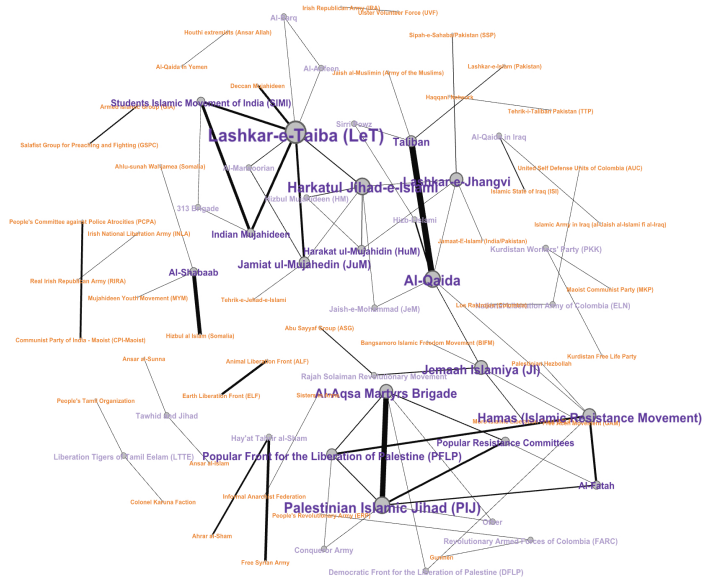 Irish Republican Army (IRA)
Ulster Volunteer Force (UVF)
Houthi extremists (Ansar Allah)
Sipah-e-Sahaba/Pakistan (SSP)
Al-Qaida in Yemen
Al-Ameen
Jaish al-Muslimin (Army of the Muslims)
Lashkar-e-Islam (Pakistan)
Deccan Mujahideen
Haqqani Network
Students Islamic Movement of India (SIMI)
Tehrik-i-Taliban Pakistan (TTP)
Lashkar-e-Taiba (LeT)
Taliban
Al-Qaida in Iraq
Salafist Group for Preaching and Fighting (GSPC)
Ahlu-sunah Wal-jamea (Somalia)
Al-Mansoorian
United Self Defense Units of Colombia (AUC)
Harkatul Jihad-e-Islami
Lashkar-e-Jhangvi
Islamic State of Iraq (ISI)
Hizbul Mujahideen (HM)
313 Brigade
People's Committee against Police Atrocities (PCPA)
Hizb-I-Islami
Islamic Army in Iraq (al-Jaish al-Islami fi al-Iraq)
Irish National Liberation Army (INLA)
Indian Mujahideen
Jamaat-E-Islami (India/Pakistan)
Harakat ul-Mujahidin (HuM)
Kurdistan Workers' Party (PKK)
Jamiat ul-Mujahedin (JuM)
Al-Shabaab
Real Irish Republican Army (RIRA)
Al-Qaida
Maoist Communist Party (MKP)
Mujahideen Youth Movement (MYM)
Tehrik-e-Jehad-e-Islami
National Liberation Army of Colombia (ELN)
Jaish-e-Mohammad (JeM)
Abu Sayyaf Group (ASG)
Communist Party of India - Maoist (CPI-Maoist)
Hizbul al Islam (Somalia)
Bangsamoro Islamic Freedom Movement (BIFM)
Kurdistan Free Life Party
Ansar al-Sunna
Animal Liberation Front (ALF)
Palestinian Hezbollah
Jemaah Islamiya (JI)
Rajah Solaiman Revolutionary Movement
Earth Liberation Front (ELF)
Al-Aqsa Martyrs Brigade
People's Tamil Organization
Tawhid and Jihad
Hamas (Islamic Resistance Movement)
Hay'at Tahrir al-Sham
Popular Resistance Committees
Liberation Tigers of Tamil Eelam (LTTE)
Popular Front for the Liberation of Palestine (PFLP)
Ansar al-Islam
Al-Fatah
Informal Anarchist Federation
Colonel Karuna Faction
Palestinian Islamic Jihad (PIJ)
People's Revolutionary Army (ERP)
Other
Ahrar al-Sham
Revolutionary Armed Forces of Colombia (FARC)
Conqueror Army
Gunmen
Free Syrian Army
Democratic Front for the Liberation of Palestine (DFLP)